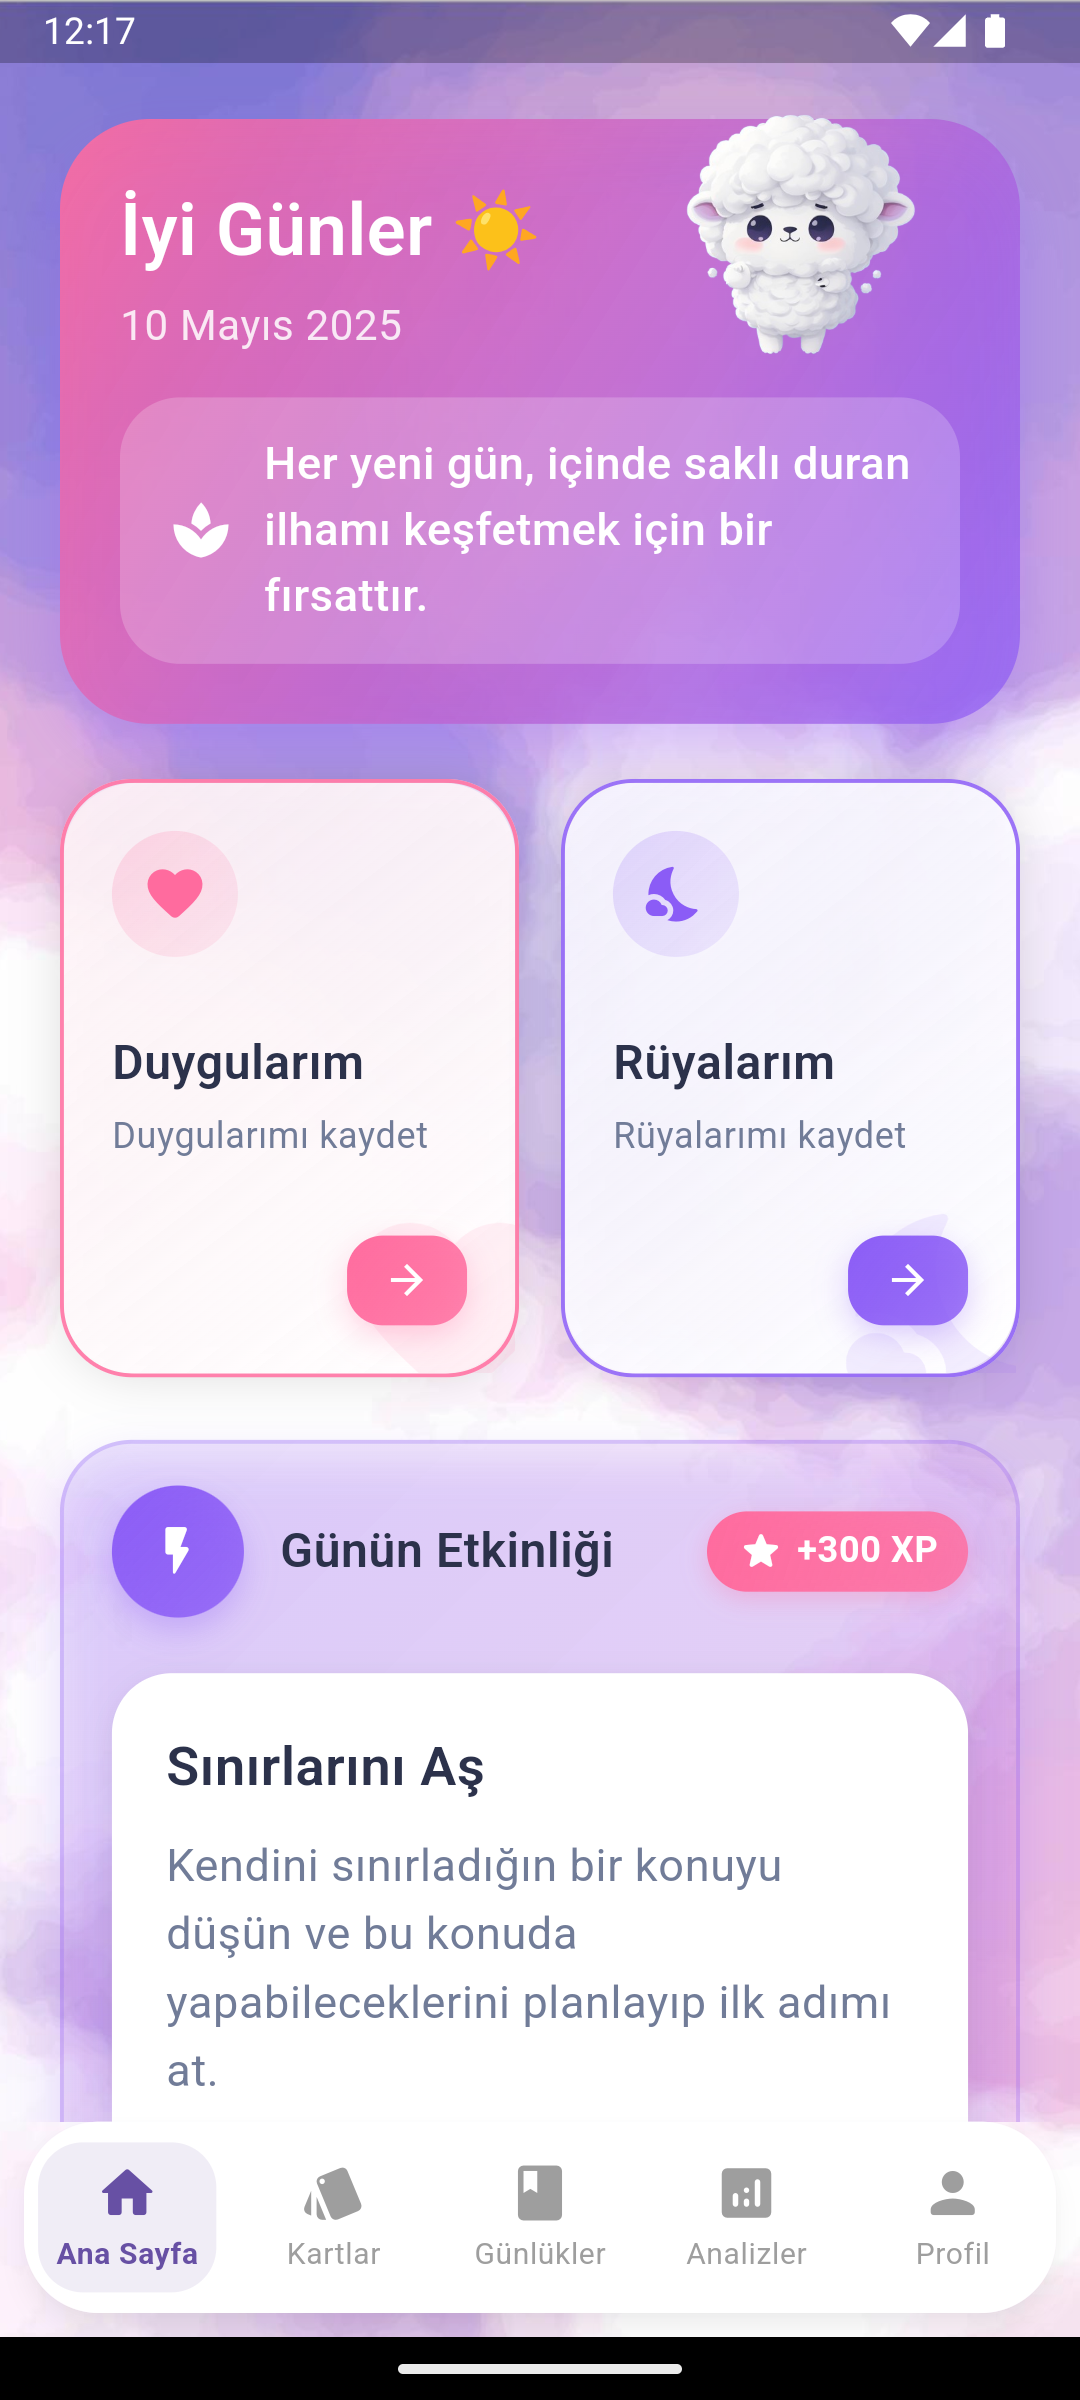 12:17
İyi Günler ☀️
10 Mayıs 2025
Her yeni gün, içinde saklı duran
ilhamı keşfetmek için bir
fırsattır.
Duygularım
Duygularımı kaydet
Rüyalarım
Rüyalarımı kaydet
Günün Etkinliği
+300 XP
Sınırlarını Aş
Kendini sınırladığın bir konuyu
düşün ve bu konuda
yapabileceklerini planlayıp ilk adımı
at.
Ana Sayfa
Kartlar
Günlükler
Analizler
Profil